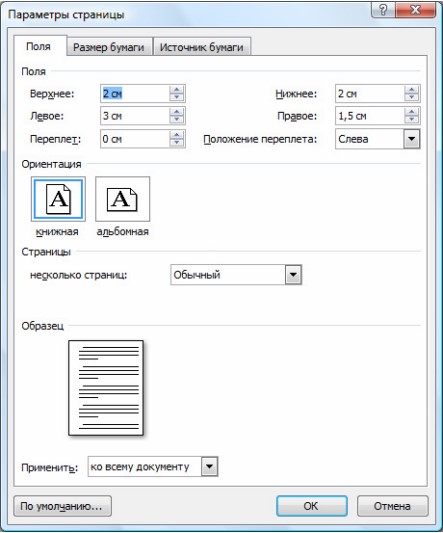 Параметры страницы
Поля Размер бумаги Источник бумаги
Поля
Верхнее: 2 см Нижнее: 2 см
Левое: 3 см Правое: 1,5 см
Переплет: 0 см Положение переплета: Слева
Ориентация
A A
книжная альбомная
Страницы
несколько страниц: Обычный
Образец
Применить: ко всему документу
По умолчанию... ОК Отмена